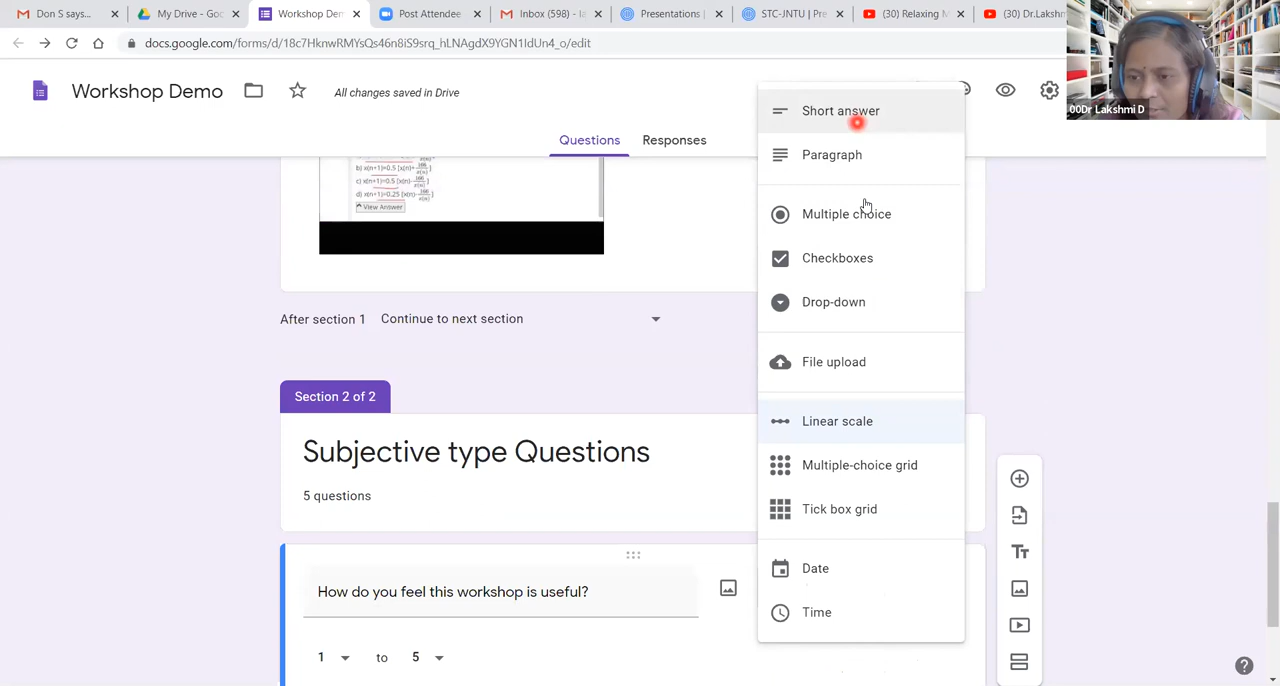 Don S says...
My Drive - Goo
Workshop Dem
Post Attendee
Inbox (598) - la
Presentations |
STC-JNTU | Pre
(30) Relaxing M
(30) Dr.Lakshm
docs.google.com/forms/d/18c7HknwRMYsQs46n8iS9srq_hLNAgdX9YGN1IdUn4_o/edit
Workshop Demo
All changes saved in Drive
00Dr Lakshmi D
Questions
Responses
Short answer
Paragraph
Multiple choice
Checkboxes
Drop-down
File upload
Linear scale
Multiple-choice grid
Tick box grid
Date
Time
View Answer
After section 1
Continue to next section
Section 2 of 2
Subjective type Questions
5 questions
How do you feel this workshop is useful?
1
to
5